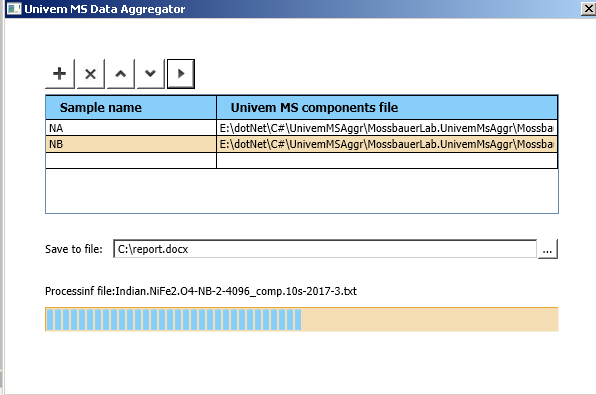 Univem MS Data Aggregator
Sample name Univem MS components file
NA E:\dotNet\C#\UnivemMSAggr\MossbauerLab.UnivemMsAggr\Mossba
NB E:\dotNet\C#\UnivemMSAggr\MossbauerLab.UnivemMsAggr\Mossba
Save to file: C:\report.docx ...
Processinf file:Indian.NiFe2.O4-NB-2-4096_comp.10s-2017-3.txt